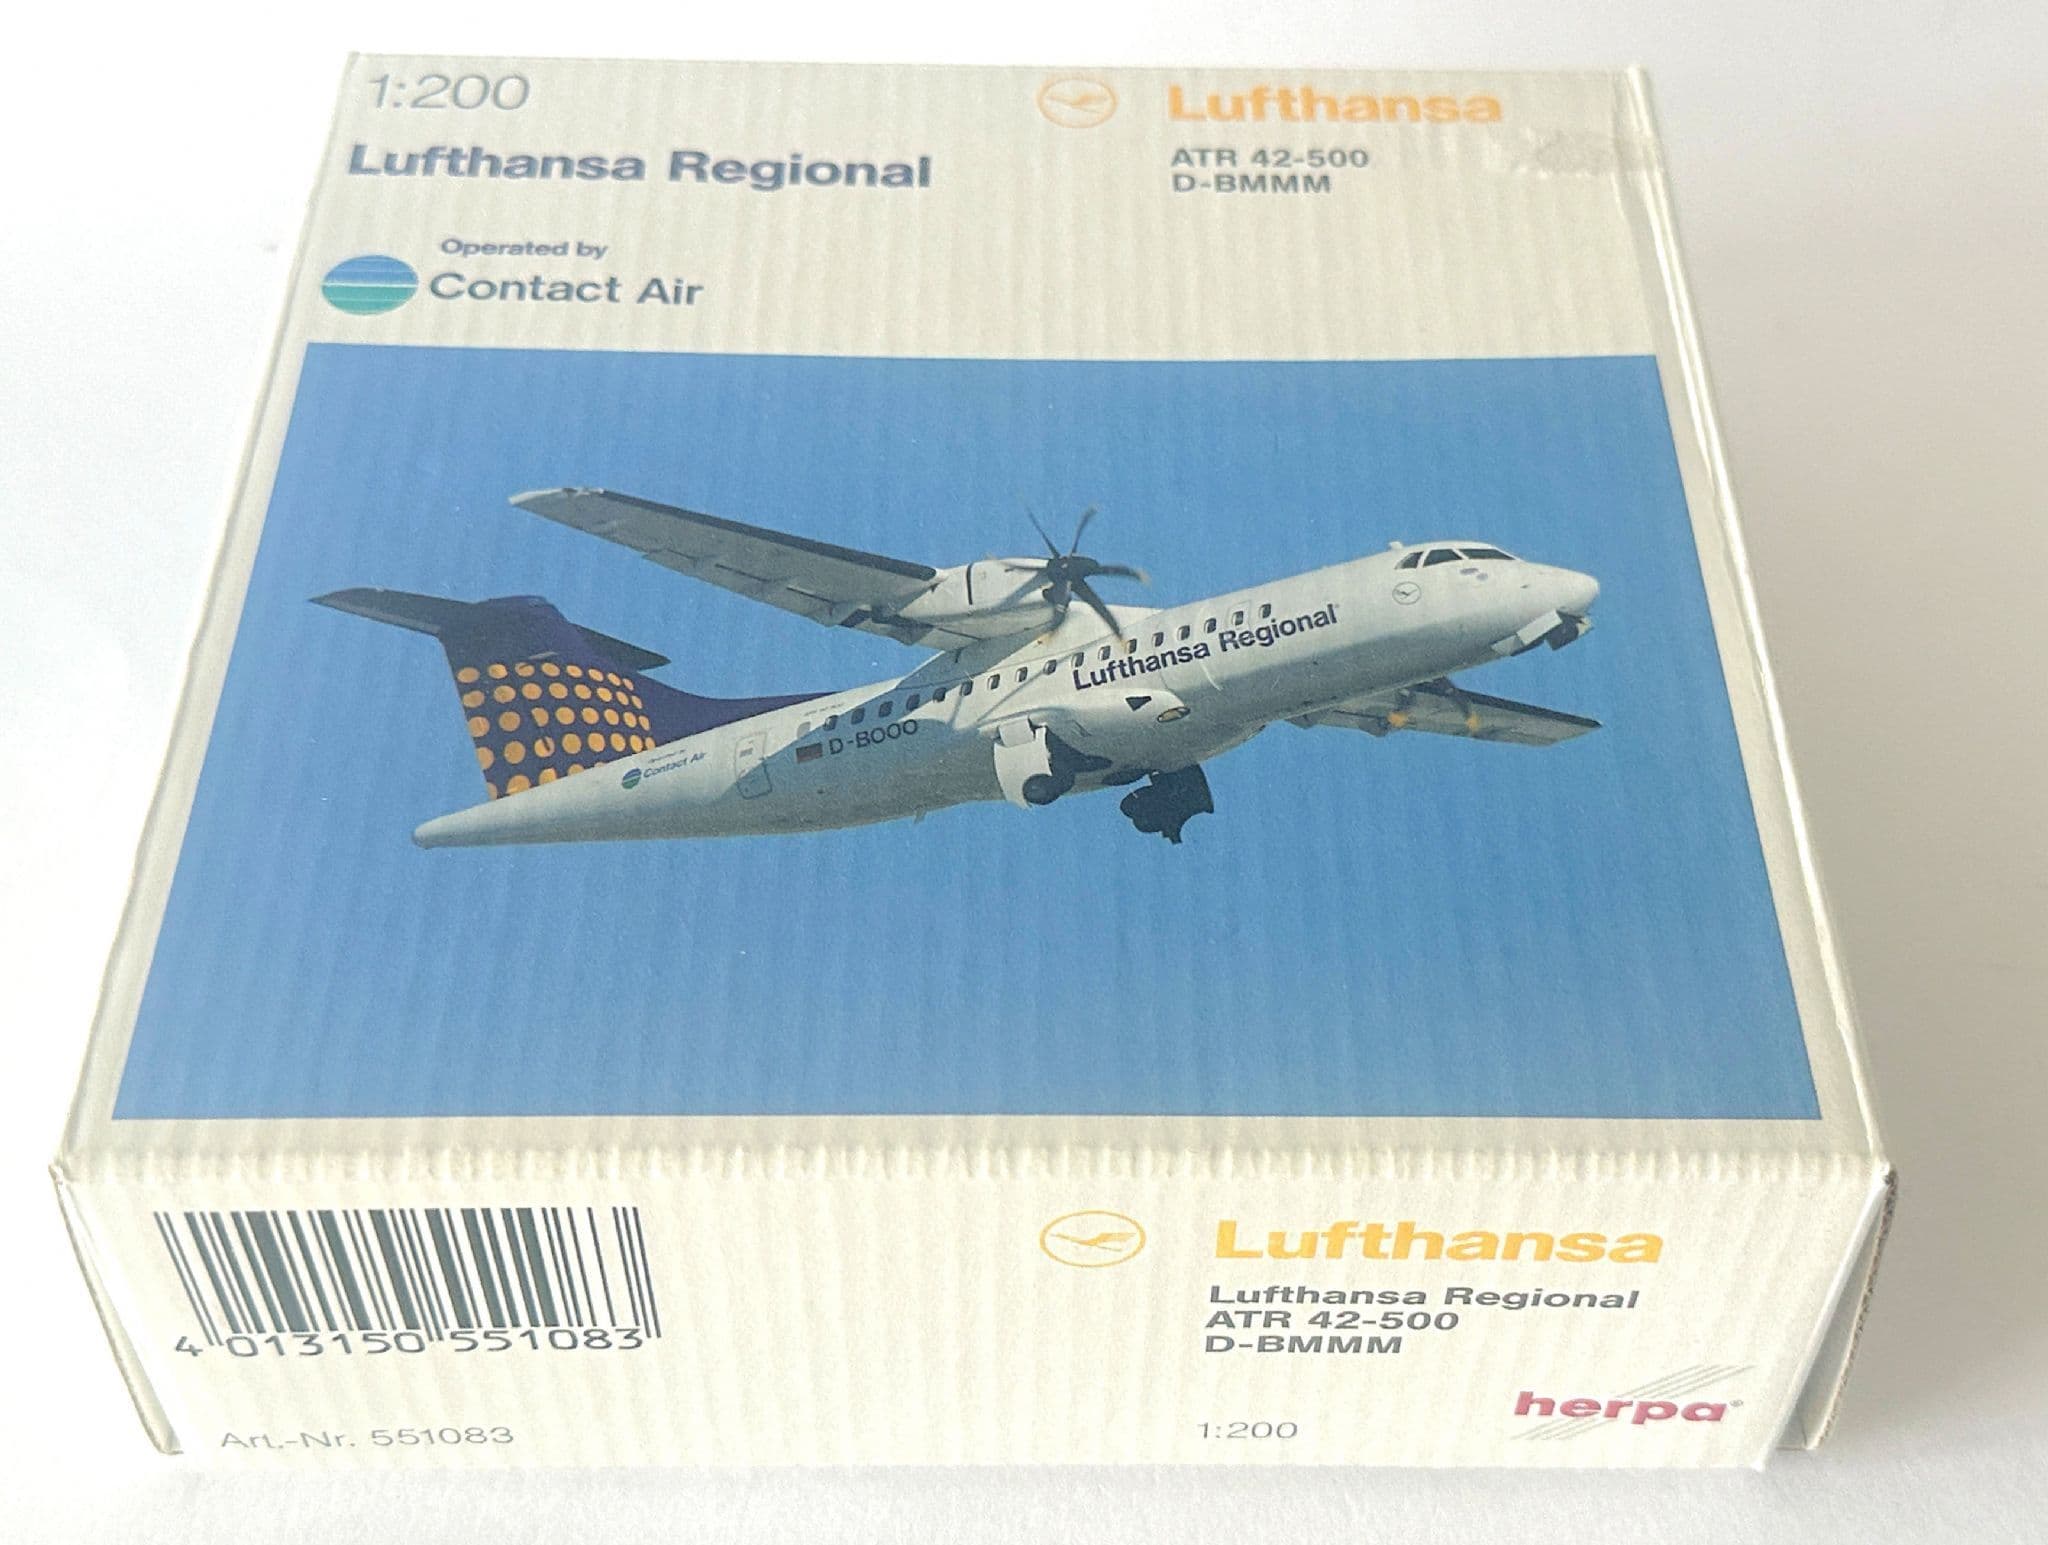 1:200
Lufthansa
Lufthansa Regional
ATR 42-500
D-BMMM
Operated by
Contact Air
Lufthansa Regional
D-BOOO
Contact Air
4 013150 551083
Lufthansa
Lufthansa Regional
ATR 42-500
D-BMMM
herpa®
Art.-Nr. 551083
1:200